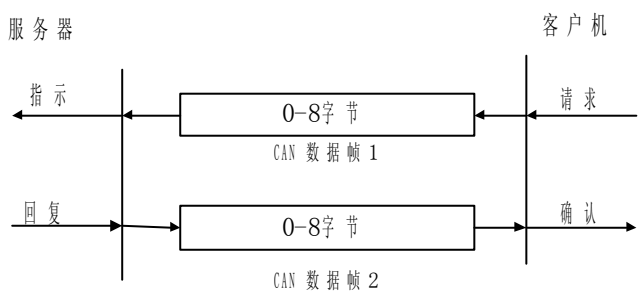 服务器
客户机
指示
0-8字节
请求
CAN 数据帧 1
回复
0-8字节
确认
CAN 数据帧 2